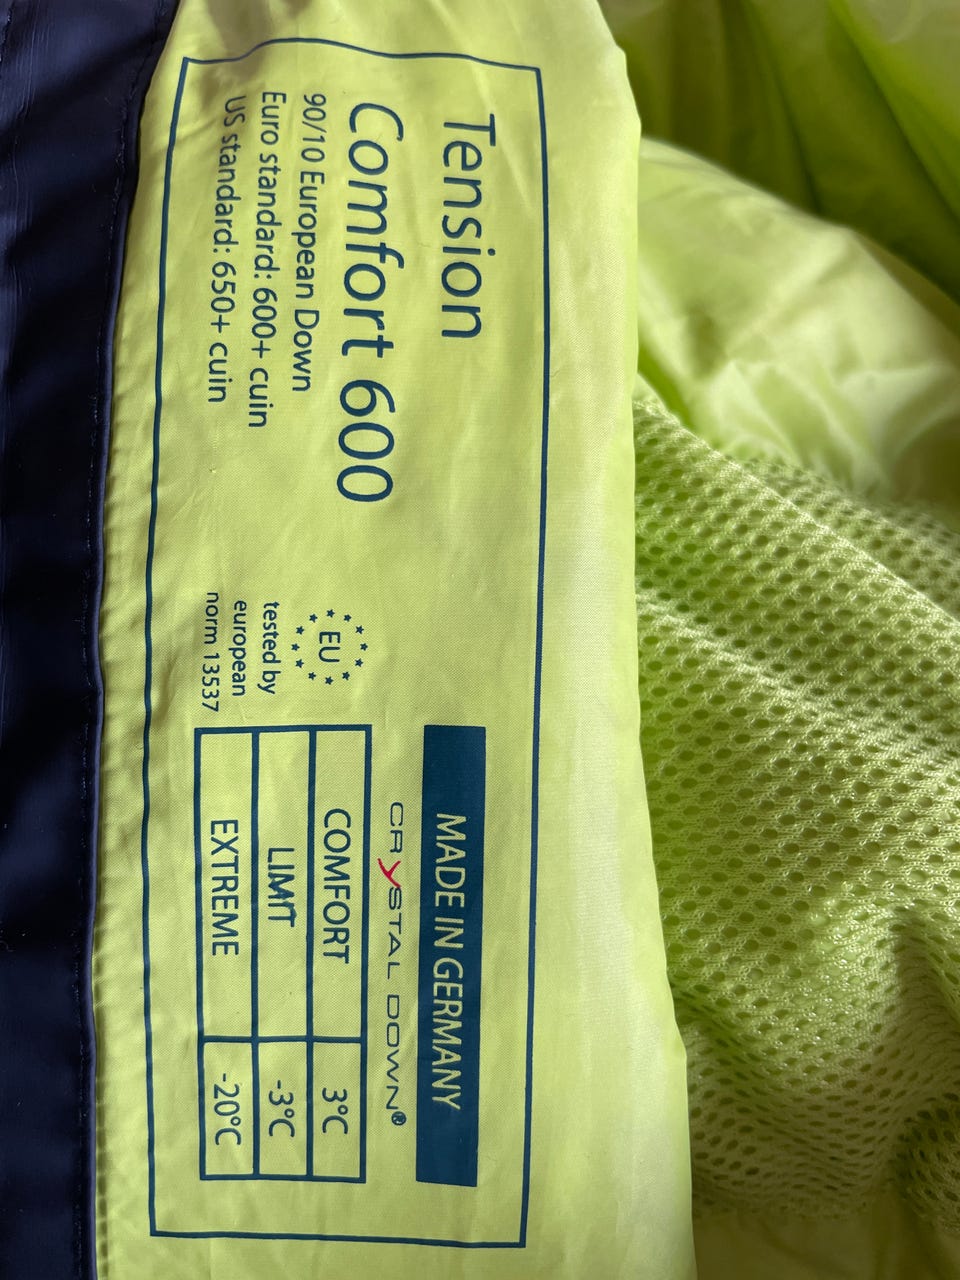 Tension
Comfort 600
90/10 European Down
Euro standard: 600+ cuin
US standard: 650+ cuin
EU
tested by
european
norm 13537
MADE IN GERMANY
CRYSTAL DOWN®
COMFORT 3°C
LIMIT -3°C
EXTREME -20°C